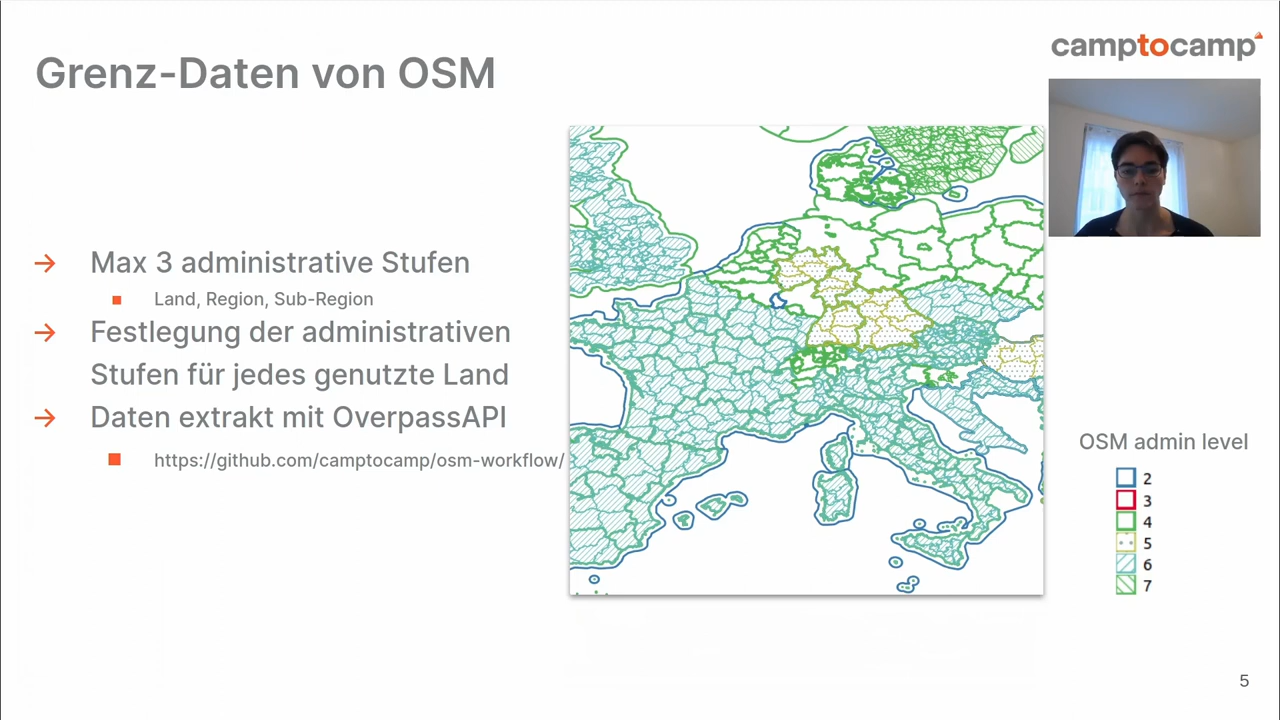 camptocamp
Grenz-Daten von OSM
→ Max 3 administrative Stufen
Land, Region, Sub-Region
→ Festlegung der administrativen
Stufen für jedes genutzte Land
→ Daten extrakt mit OverpassAPI
https://github.com/camptocamp/osm-workflow/
OSM admin level
2
3
4
5
6
7
5